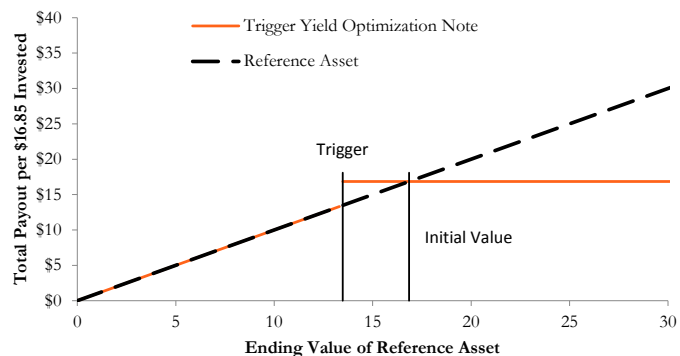 $40
$35
$30
$25
$20
$15
$10
$5
$0
Total Payout per $16.85 Invested
Trigger Yield Optimization Note
Reference Asset
Trigger
Initial Value
0 5 10 15 20 25 30
Ending Value of Reference Asset